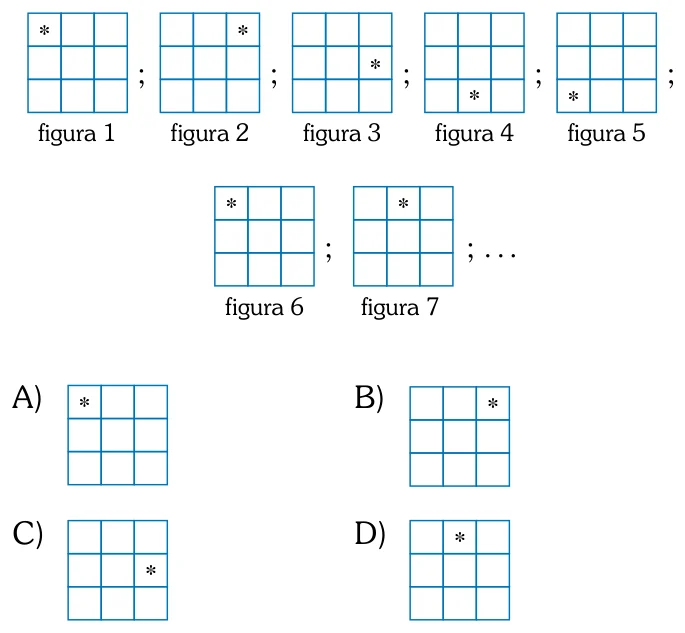 * * * * *
; ; ; ; ;
figura 1 figura 2 figura 3 figura 4 figura 5
* *
; ; ...
figura 6 figura 7
A) * B) *
C) * D) *